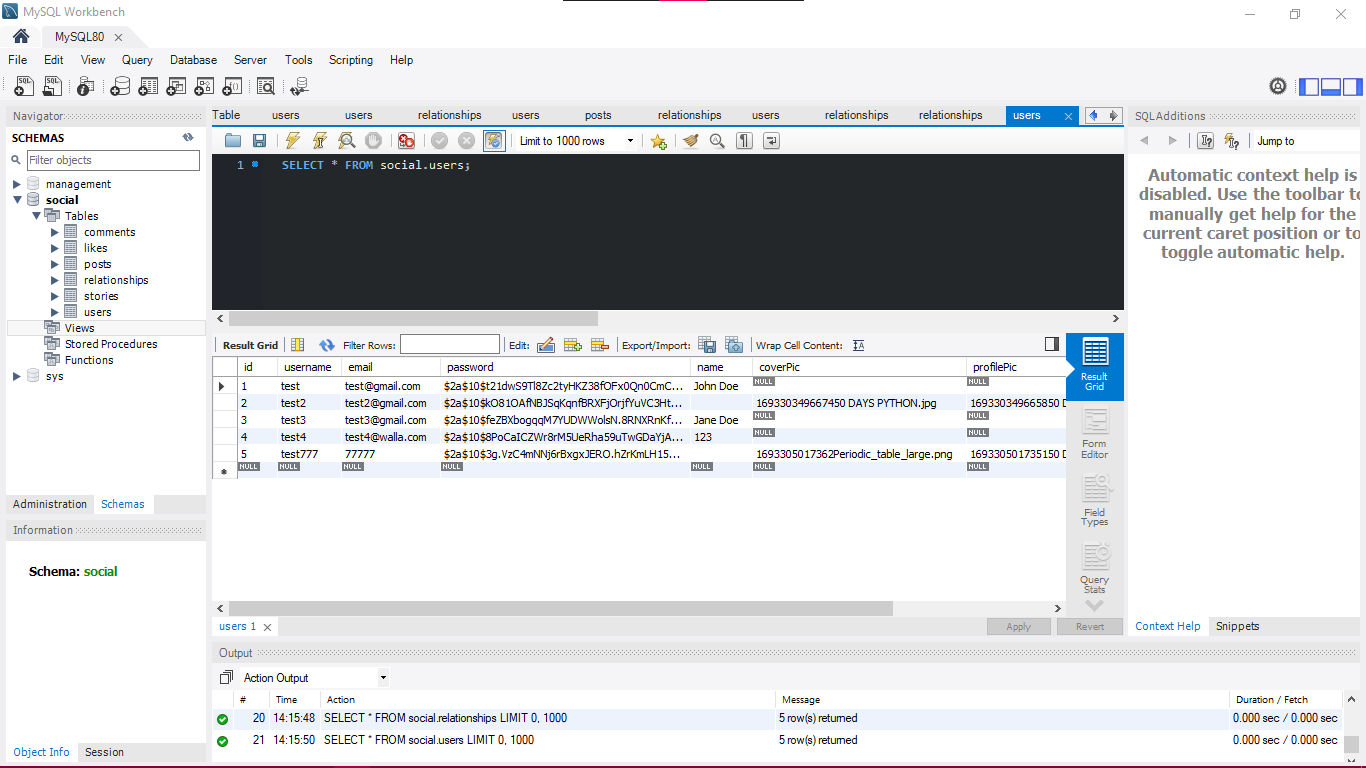 MySQL Workbench
MySQL80
File Edit View Query Database Server Tools Scripting Help
Navigator
SCHEMAS
Filter objects
management
social
Tables
comments
likes
posts
relationships
stories
users
Views
Stored Procedures
Functions
sys
Administration Schemas
Information
Schema: social
Object Info Session
Table users users relationships users posts relationships users relationships relationships users
Limit to 1000 rows
1 SELECT * FROM social.users;
Result Grid Filter Rows: Edit: Export/Import: Wrap Cell Content:
id username email password name coverPic profilePic
1 test test@gmail.com $2a$10$t21dwS9Tl8Zc2tyHKZ38fOFx0Qn0CmC... John Doe NULL NULL
2 test2 test2@gmail.com $2a$10$kO81OAfNBJSqKqnfBRXFjOrjfYuVC3Ht... 169330349667450 DAYS PYTHON.jpg 169330349665850 D
3 test3 test3@gmail.com $2a$10$feZBXbogqqM7YUDWWolsN.8RNXRnKf... Jane Doe NULL NULL
4 test4 test4@walla.com $2a$10$8PoCaICZWr8rM5UeRha59uTwGDaYjA... 123 NULL NULL
5 test777 77777 $2a$10$3g.VzC4mNNj6rBxgxJERO.hZrKmLH15... 1693305017362Periodic_table_large.png 169330501735150 D
NULL NULL NULL NULL NULL NULL NULL
Result Grid
Form Editor
Field Types
Query Stats
users 1
Apply Revert
SQLAdditions
Jump to
Automatic context help is
disabled. Use the toolbar to
manually get help for the
current caret position or to
toggle automatic help.
Context Help Snippets
Output
Action Output
# Time Action Message Duration / Fetch
20 14:15:48 SELECT * FROM social.relationships LIMIT 0, 1000 5 row(s) returned 0.000 sec / 0.000 sec
21 14:15:50 SELECT * FROM social.users LIMIT 0, 1000 5 row(s) returned 0.000 sec / 0.000 sec